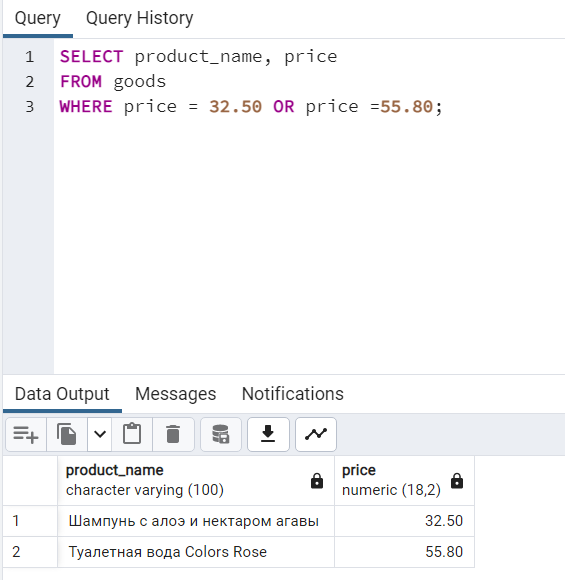 Query Query History
1 SELECT product_name, price
2 FROM goods
3 WHERE price = 32.50 OR price =55.80;
Data Output Messages Notifications
product_name price
character varying (100) numeric (18,2)
1 Шампунь с алоэ и нектаром агавы 32.50
2 Туалетная вода Colors Rose 55.80